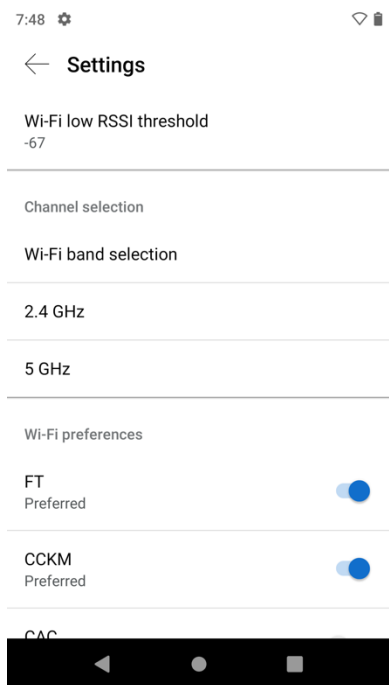 7:48
Settings
Wi-Fi low RSSI threshold
-67
Channel selection
Wi-Fi band selection
2.4 GHz
5 GHz
Wi-Fi preferences
FT
Preferred
CCKM
Preferred
CAC